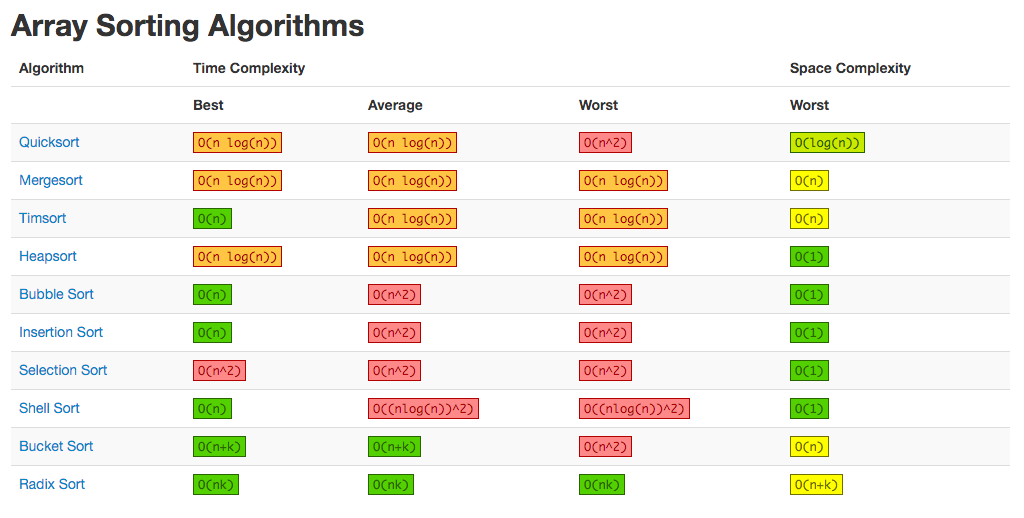 Array Sorting Algorithms
Algorithm Time Complexity Space Complexity
Best Average Worst Worst
Quicksort O(n log(n)) O(n log(n)) O(n^2) O(log(n))
Mergesort O(n log(n)) O(n log(n)) O(n log(n)) O(n)
Timsort O(n) O(n log(n)) O(n log(n)) O(n)
Heapsort O(n log(n)) O(n log(n)) O(n log(n)) O(1)
Bubble Sort O(n) O(n^2) O(n^2) O(1)
Insertion Sort O(n) O(n^2) O(n^2) O(1)
Selection Sort O(n^2) O(n^2) O(n^2) O(1)
Shell Sort O(n) O((nlog(n))^2) O((nlog(n))^2) O(1)
Bucket Sort O(n+k) O(n+k) O(n^2) O(n)
Radix Sort O(nk) O(nk) O(nk) O(n+k)